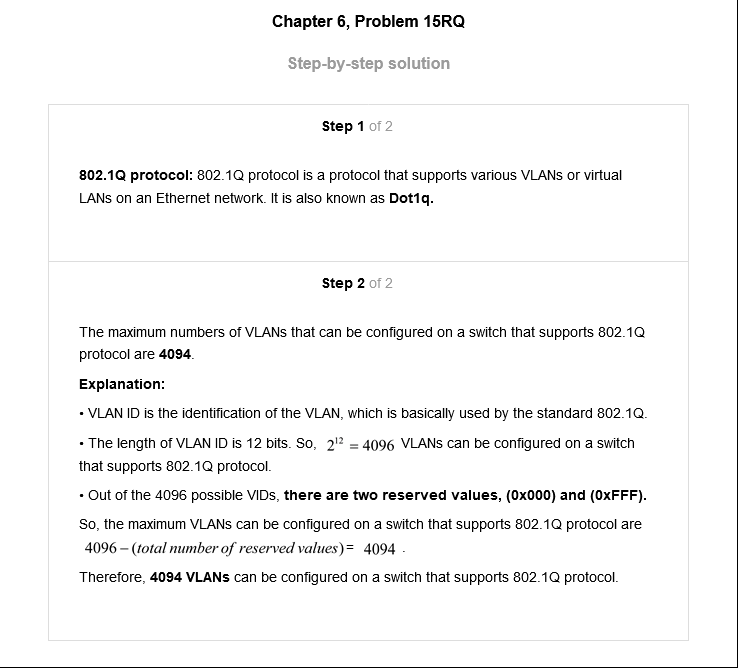 Chapter 6, Problem 15RQ
Step-by-step solution
Step 1 of 2
802.1Q protocol: 802.1Q protocol is a protocol that supports various VLANs or virtual
LANs on an Ethernet network. It is also known as Dot1q.
Step 2 of 2
The maximum numbers of VLANs that can be configured on a switch that supports 802.1Q
protocol are 4094.
Explanation:
• VLAN ID is the identification of the VLAN, which is basically used by the standard 802.1Q.
• The length of VLAN ID is 12 bits. So, 2¹² = 4096 VLANs can be configured on a switch
that supports 802.1Q protocol.
• Out of the 4096 possible VIDs, there are two reserved values, (0x000) and (0xFFF).
So, the maximum VLANs can be configured on a switch that supports 802.1Q protocol are
4096 – (total number of reserved values) = 4094 .
Therefore, 4094 VLANs can be configured on a switch that supports 802.1Q protocol.